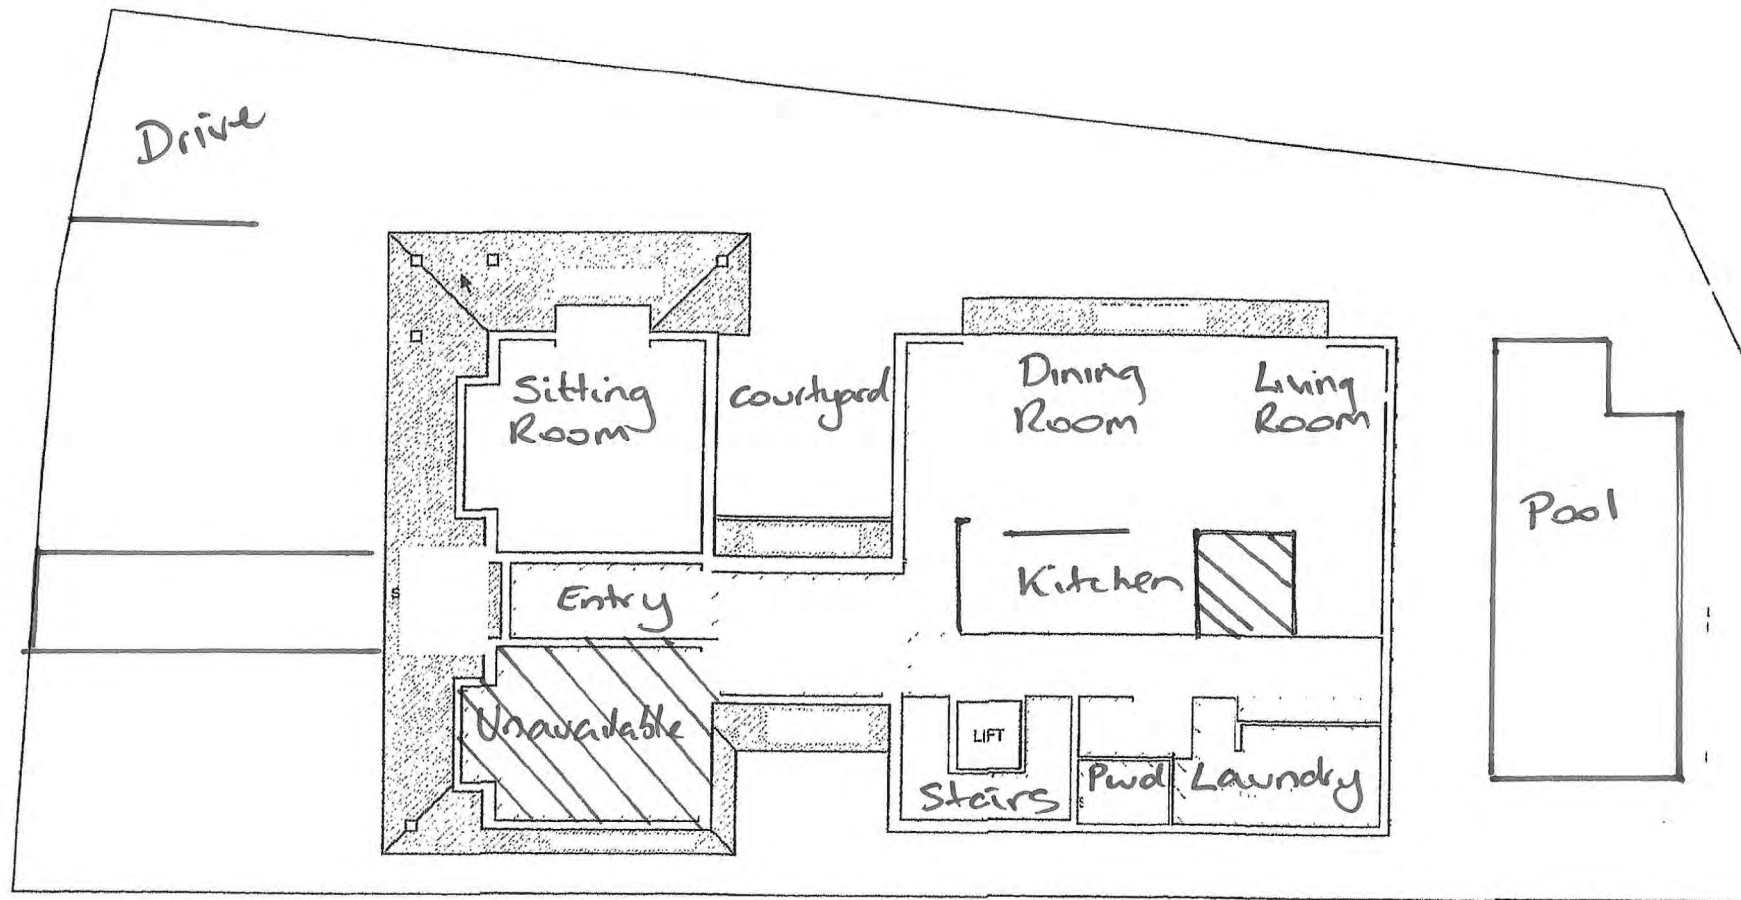 Drive
Sitting
Room
Courtyard
Dining
Room
Living
Room
Pool
Kitchen
Entry
S
Unavailable
LIFT
Stairs
Pwd
Laundry